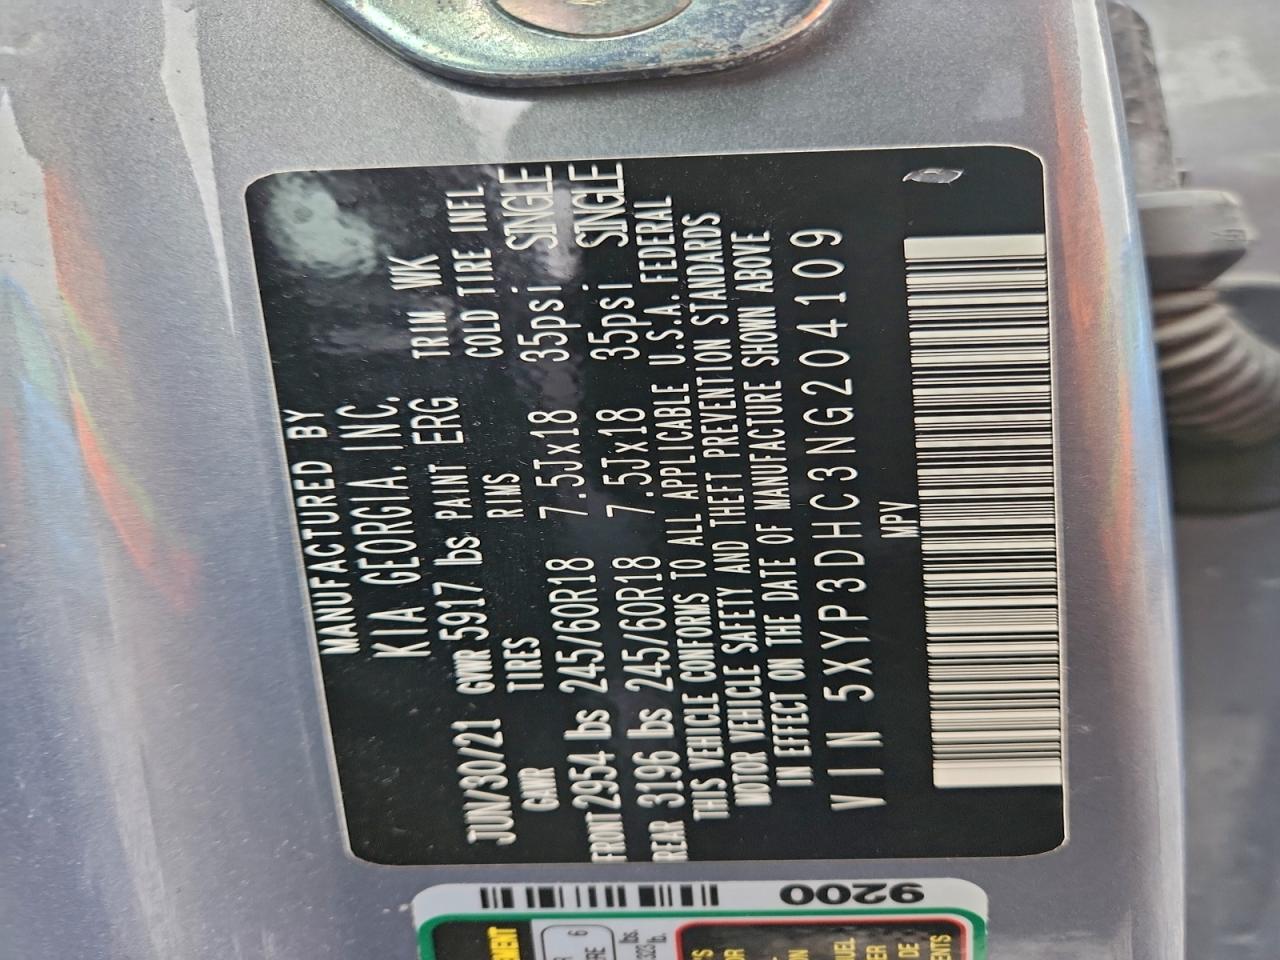 MANUFACTURED BY
KIA GEORGIA, INC.
JUN/30/21 GVWR 5917 lbs PAINT ERG TRIM WK
GAWR TIRES RIMS COLD TIRE INFL
FRONT 2954 lbs 245/60R18 7.5Jx18 35psi SINGLE
REAR 3196 lbs 245/60R18 7.5Jx18 35psi SINGLE
THIS VEHICLE CONFORMS TO ALL APPLICABLE U.S.A. FEDERAL
MOTOR VEHICLE SAFETY AND THEFT PREVENTION STANDARDS
IN EFFECT ON THE DATE OF MANUFACTURE SHOWN ABOVE
VIN 5XYP3DHC3NG204109
MPV
9200